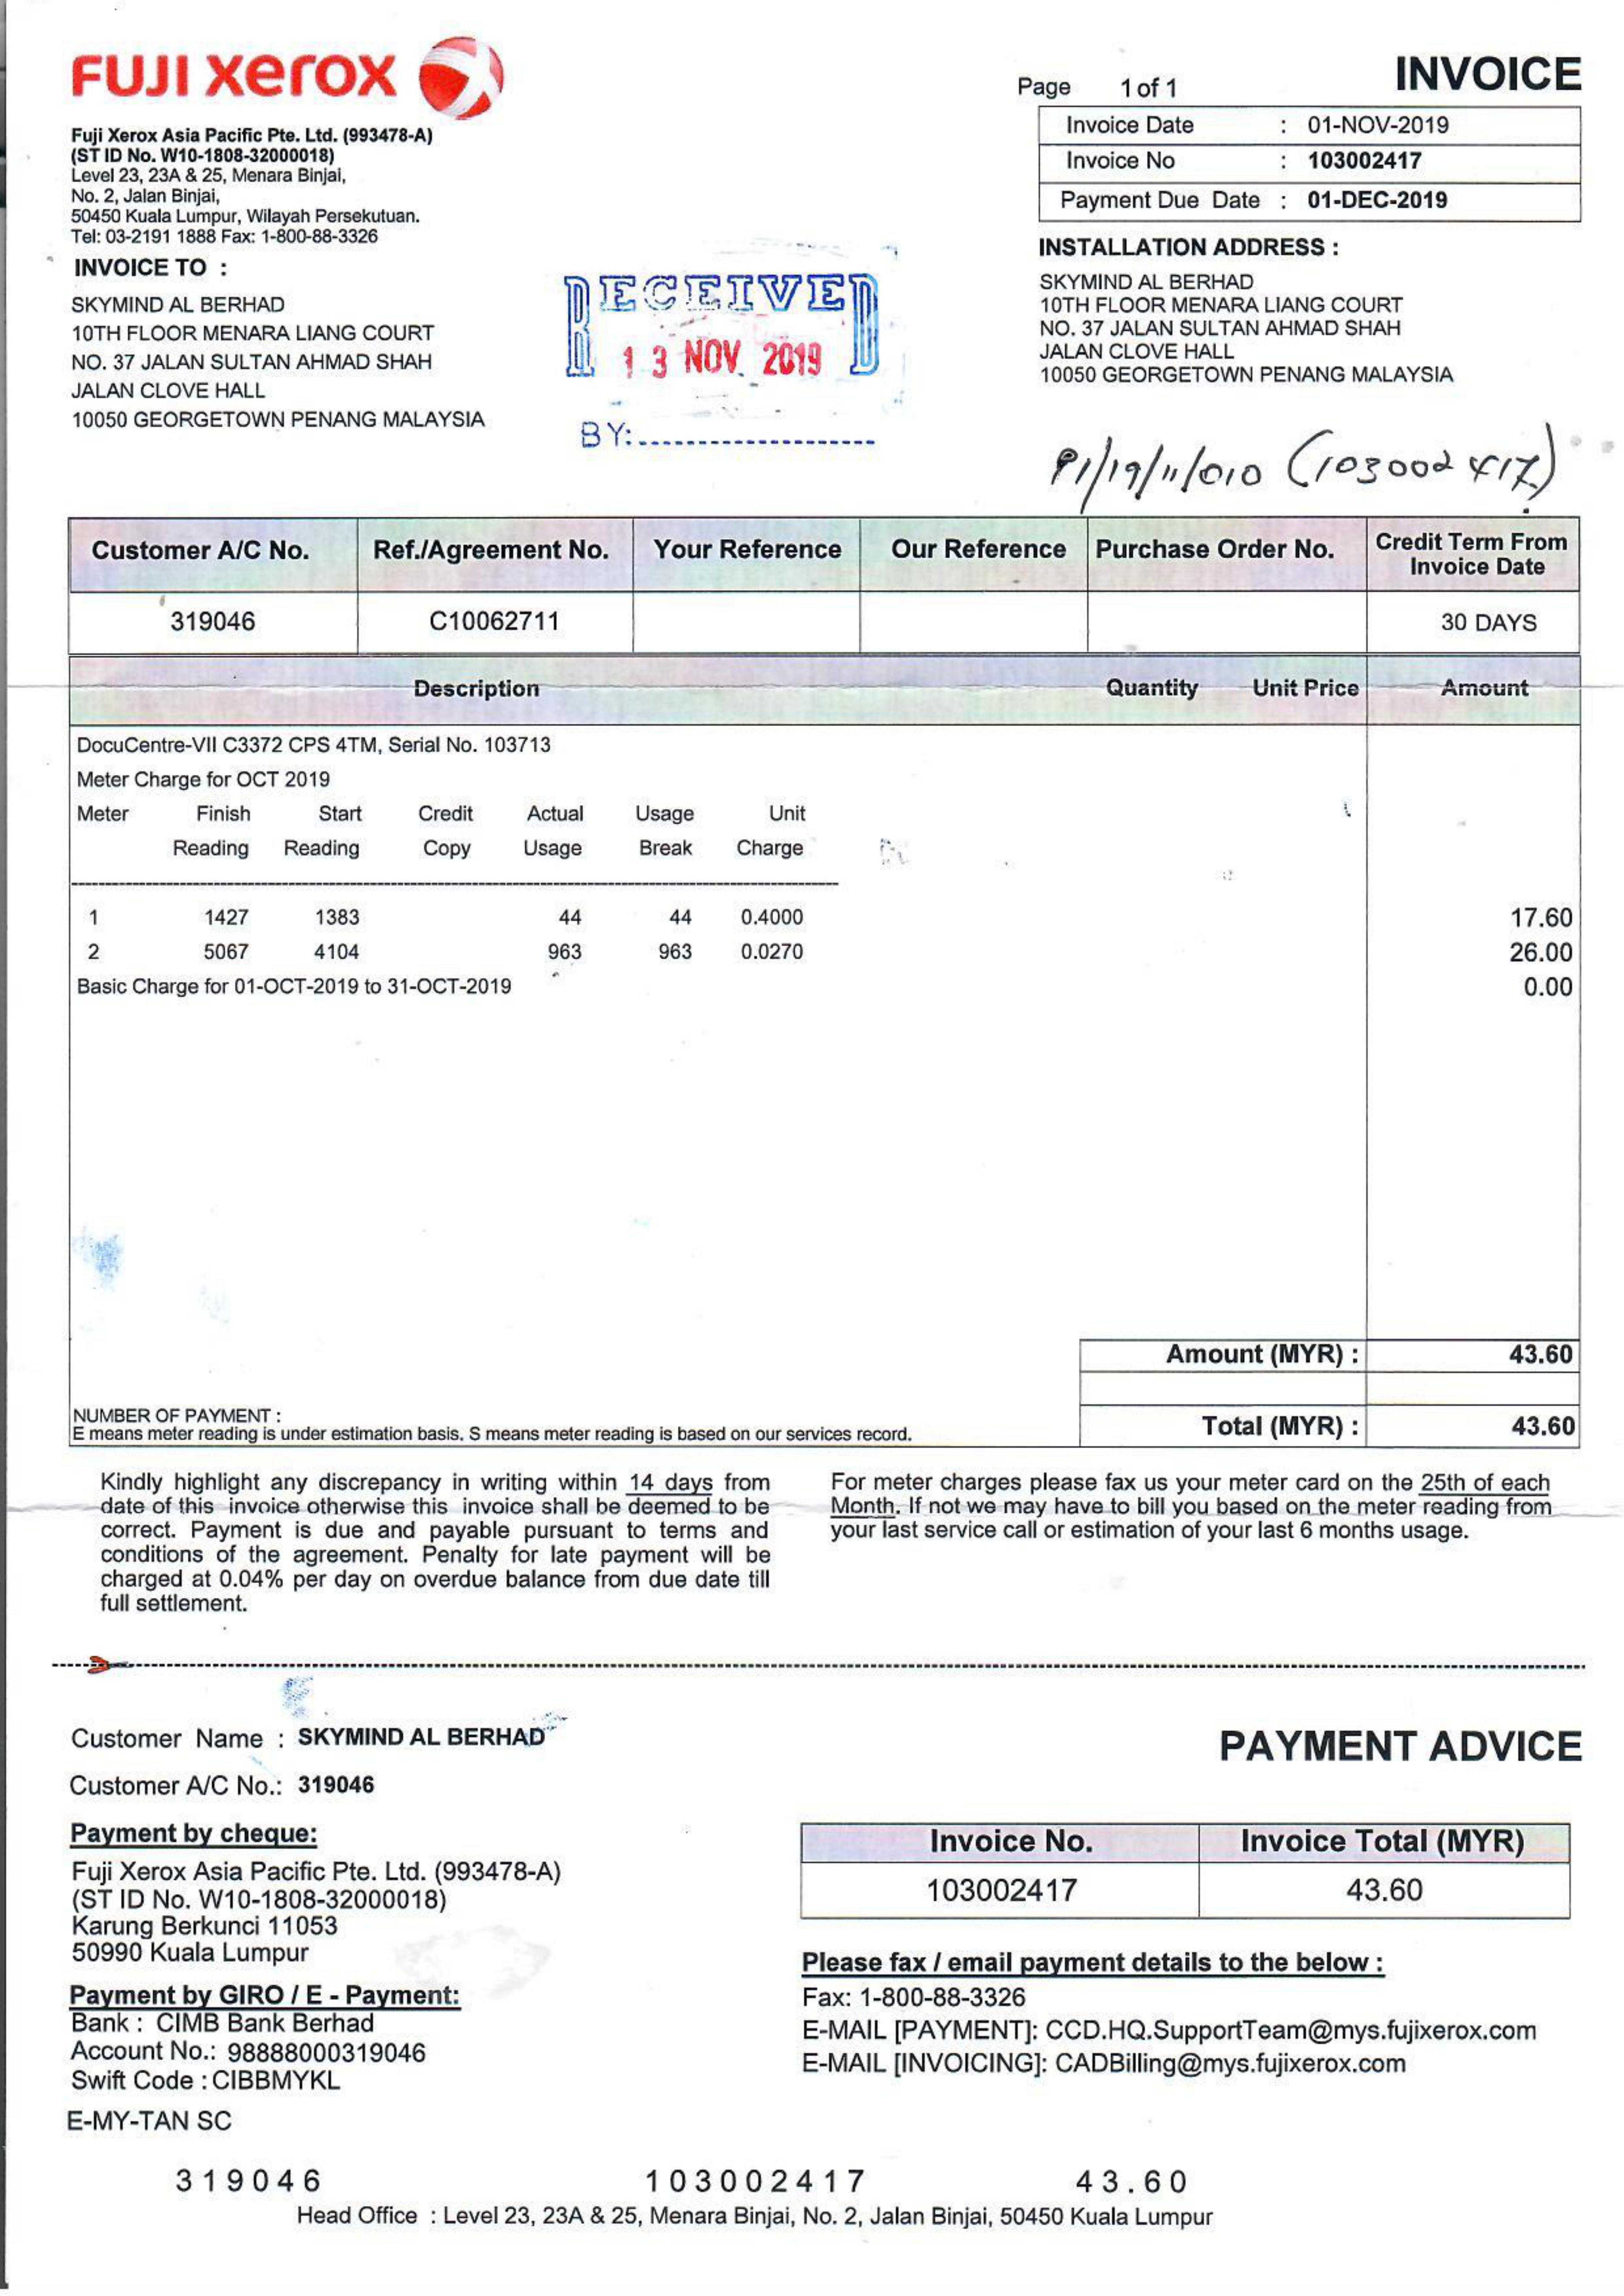 FUJI xerox
INVOICE
Page 1 of 1
Fuji Xerox Asia Pacific Pte. Ltd. (993478-A)
(ST ID No. W10-1808-32000018)
Level 23, 23A & 25, Menara Binjai,
No. 2, Jalan Binjai,
50450 Kuala Lumpur, Wilayah Persekutuan.
Tel: 03-2191 1888 Fax: 1-800-88-3326
Invoice Date : 01-NOV-2019
Invoice No : 103002417
Payment Due Date : 01-DEC-2019
INVOICE TO :
SKYMIND AL BERHAD
10TH FLOOR MENARA LIANG COURT
NO. 37 JALAN SULTAN AHMAD SHAH
JALAN CLOVE HALL
10050 GEORGETOWN PENANG MALAYSIA
RECEIVED
13 NOV 2019
BY:
INSTALLATION ADDRESS :
SKYMIND AL BERHAD
10TH FLOOR MENARA LIANG COURT
NO. 37 JALAN SULTAN AHMAD SHAH
JALAN CLOVE HALL
10050 GEORGETOWN PENANG MALAYSIA
PI/19/11/010 (103002417)
Customer A/C No. Ref./Agreement No. Your Reference Our Reference Purchase Order No. Credit Term From Invoice Date
319046 C10062711 30 DAYS
Description Quantity Unit Price Amount
DocuCentre-VII C3372 CPS 4TM, Serial No. 103713
Meter Charge for OCT 2019
Meter Finish Start Credit Actual Usage Unit
Reading Reading Copy Usage Break Charge
1 1427 1383 44 44 0.4000 17.60
2 5067 4104 963 963 0.0270 26.00
Basic Charge for 01-OCT-2019 to 31-OCT-2019 0.00
Amount (MYR) : 43.60
NUMBER OF PAYMENT :
E means meter reading is under estimation basis. S means meter reading is based on our services record.
Total (MYR) : 43.60
Kindly highlight any discrepancy in writing within 14 days from
date of this invoice otherwise this invoice shall be deemed to be
correct. Payment is due and payable pursuant to terms and
conditions of the agreement. Penalty for late payment will be
charged at 0.04% per day on overdue balance from due date till
full settlement.
For meter charges please fax us your meter card on the 25th of each
Month. If not we may have to bill you based on the meter reading from
your last service call or estimation of your last 6 months usage.
Customer Name : SKYMIND AL BERHAD
PAYMENT ADVICE
Customer A/C No.: 319046
Payment by cheque:
Fuji Xerox Asia Pacific Pte. Ltd. (993478-A)
(ST ID No. W10-1808-32000018)
Karung Berkunci 11053
50990 Kuala Lumpur
Payment by GIRO / E - Payment:
Bank : CIMB Bank Berhad
Account No.: 98888000319046
Swift Code : CIBBMYKL
E-MY-TAN SC
Invoice No. Invoice Total (MYR)
103002417 43.60
Please fax / email payment details to the below :
Fax: 1-800-88-3326
E-MAIL [PAYMENT]: CCD.HQ.SupportTeam@mys.fujixerox.com
E-MAIL [INVOICING]: CADBilling@mys.fujixerox.com
319046 103002417 43.60
Head Office : Level 23, 23A & 25, Menara Binjai, No. 2, Jalan Binjai, 50450 Kuala Lumpur